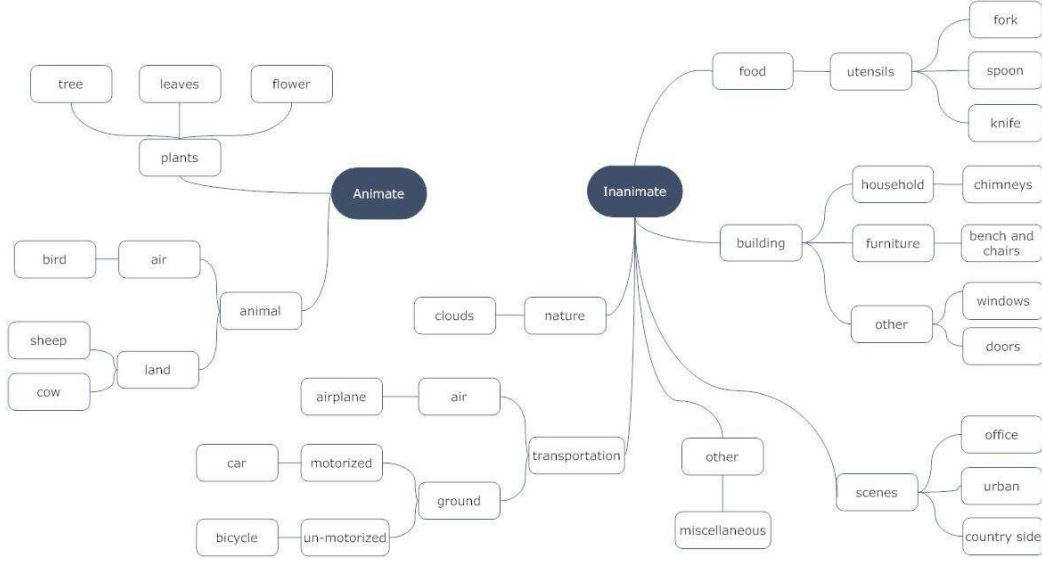 tree
leaves
flower
plants
Animate
bird
air
animal
sheep
land
cow
Inanimate
food
utensils
fork
spoon
knife
building
household
chimneys
furniture
bench and
chairs
other
windows
doors
clouds
nature
airplane
air
transportation
car
motorized
ground
bicycle
un-motorized
other
miscellaneous
scenes
office
urban
country side